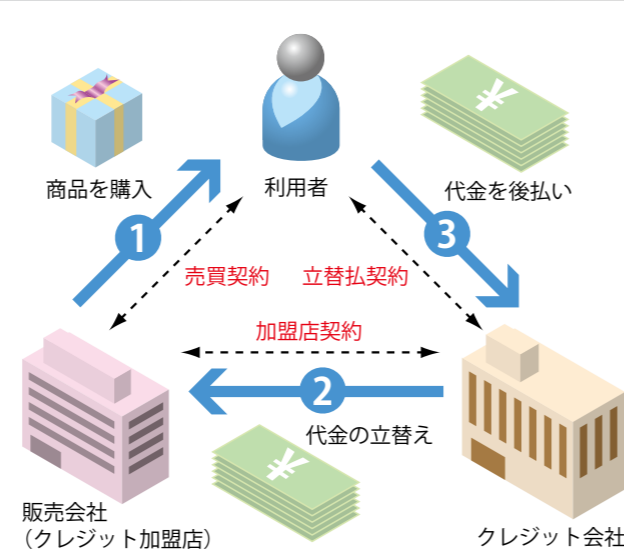 商品を購入
利用者
代金を後払い
1
3
売買契約
立替払契約
加盟店契約
2
代金の立替え
¥
¥
販売会社
（クレジット加盟店）
クレジット会社